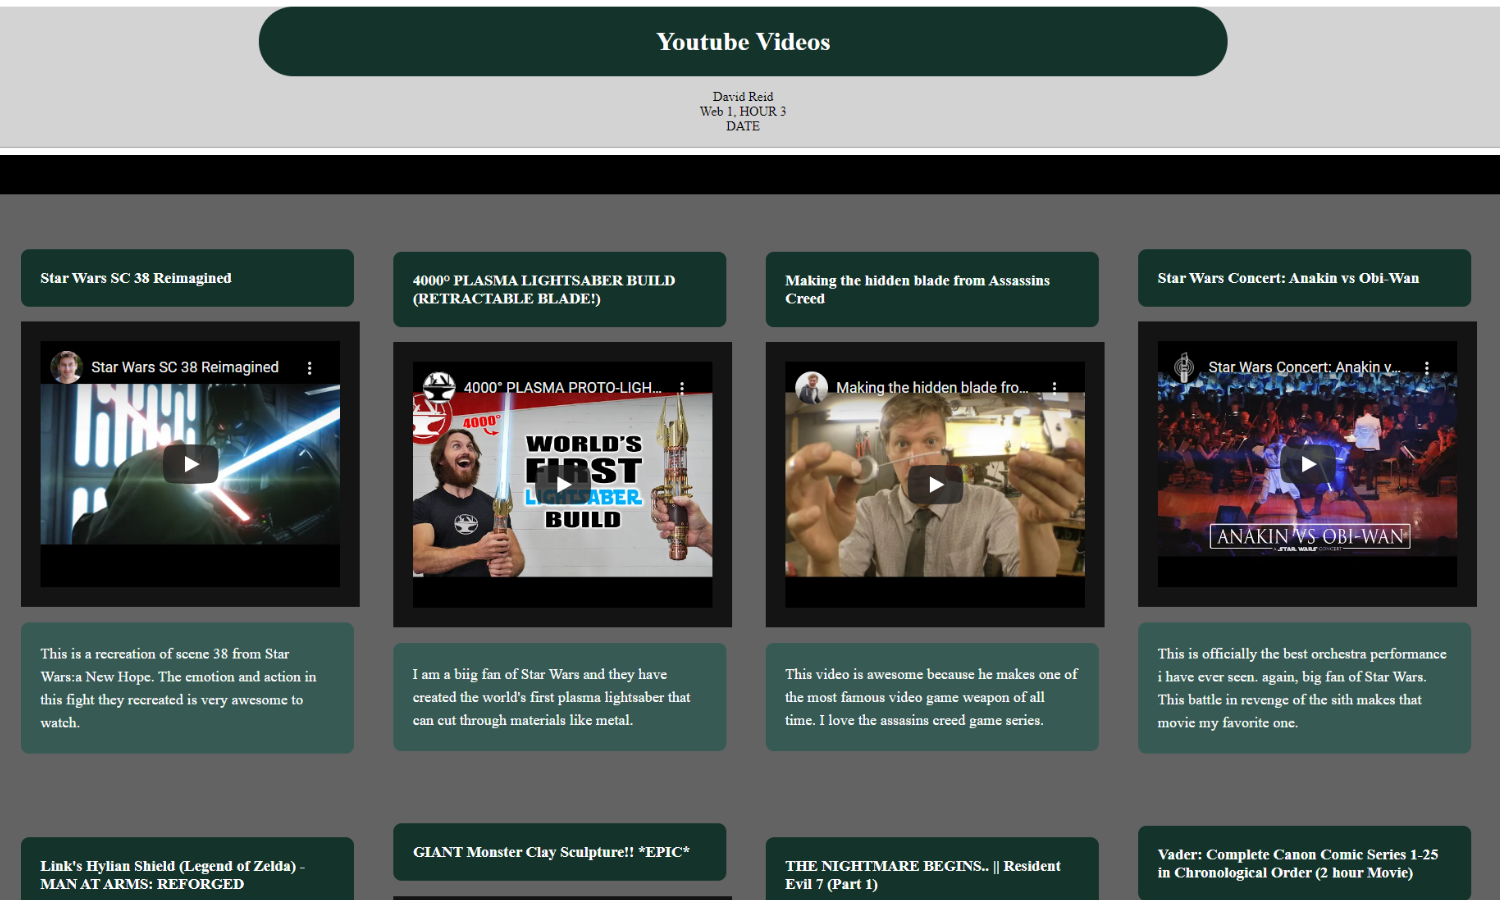 Youtube Videos
David Reid
Web 1, HOUR 3
DATE
Star Wars SC 38 Reimagined
Star Wars SC 38 Reimagined
This is a recreation of scene 38 from Star
Wars:a New Hope. The emotion and action in
this fight they recreated is very awesome to
watch.
4000° PLASMA LIGHTSABER BUILD
(RETRACTABLE BLADE!)
4000° PLASMA PROTO-LIGH...
4000°
WORLD'S
FIRST
LIGHTSABER
BUILD
I am a biig fan of Star Wars and they have
created the world's first plasma lightsaber that
can cut through materials like metal.
Making the hidden blade from Assassins
Creed
Making the hidden blade fro...
This video is awesome because he makes one of
the most famous video game weapon of all
time. I love the assasins creed game series.
Star Wars Concert: Anakin vs Obi-Wan
Star Wars Concert: Anakin v...
ANAKIN VS OBI-WAN
A STAR WARS CONCERT
This is officially the best orchestra performance
i have ever seen. again, big fan of Star Wars.
This battle in revenge of the sith makes that
movie my favorite one.
Link's Hylian Shield (Legend of Zelda) -
MAN AT ARMS: REFORGED
GIANT Monster Clay Sculpture!! *EPIC*
THE NIGHTMARE BEGINS.. || Resident
Evil 7 (Part 1)
Vader: Complete Canon Comic Series 1-25
in Chronological Order (2 hour Movie)